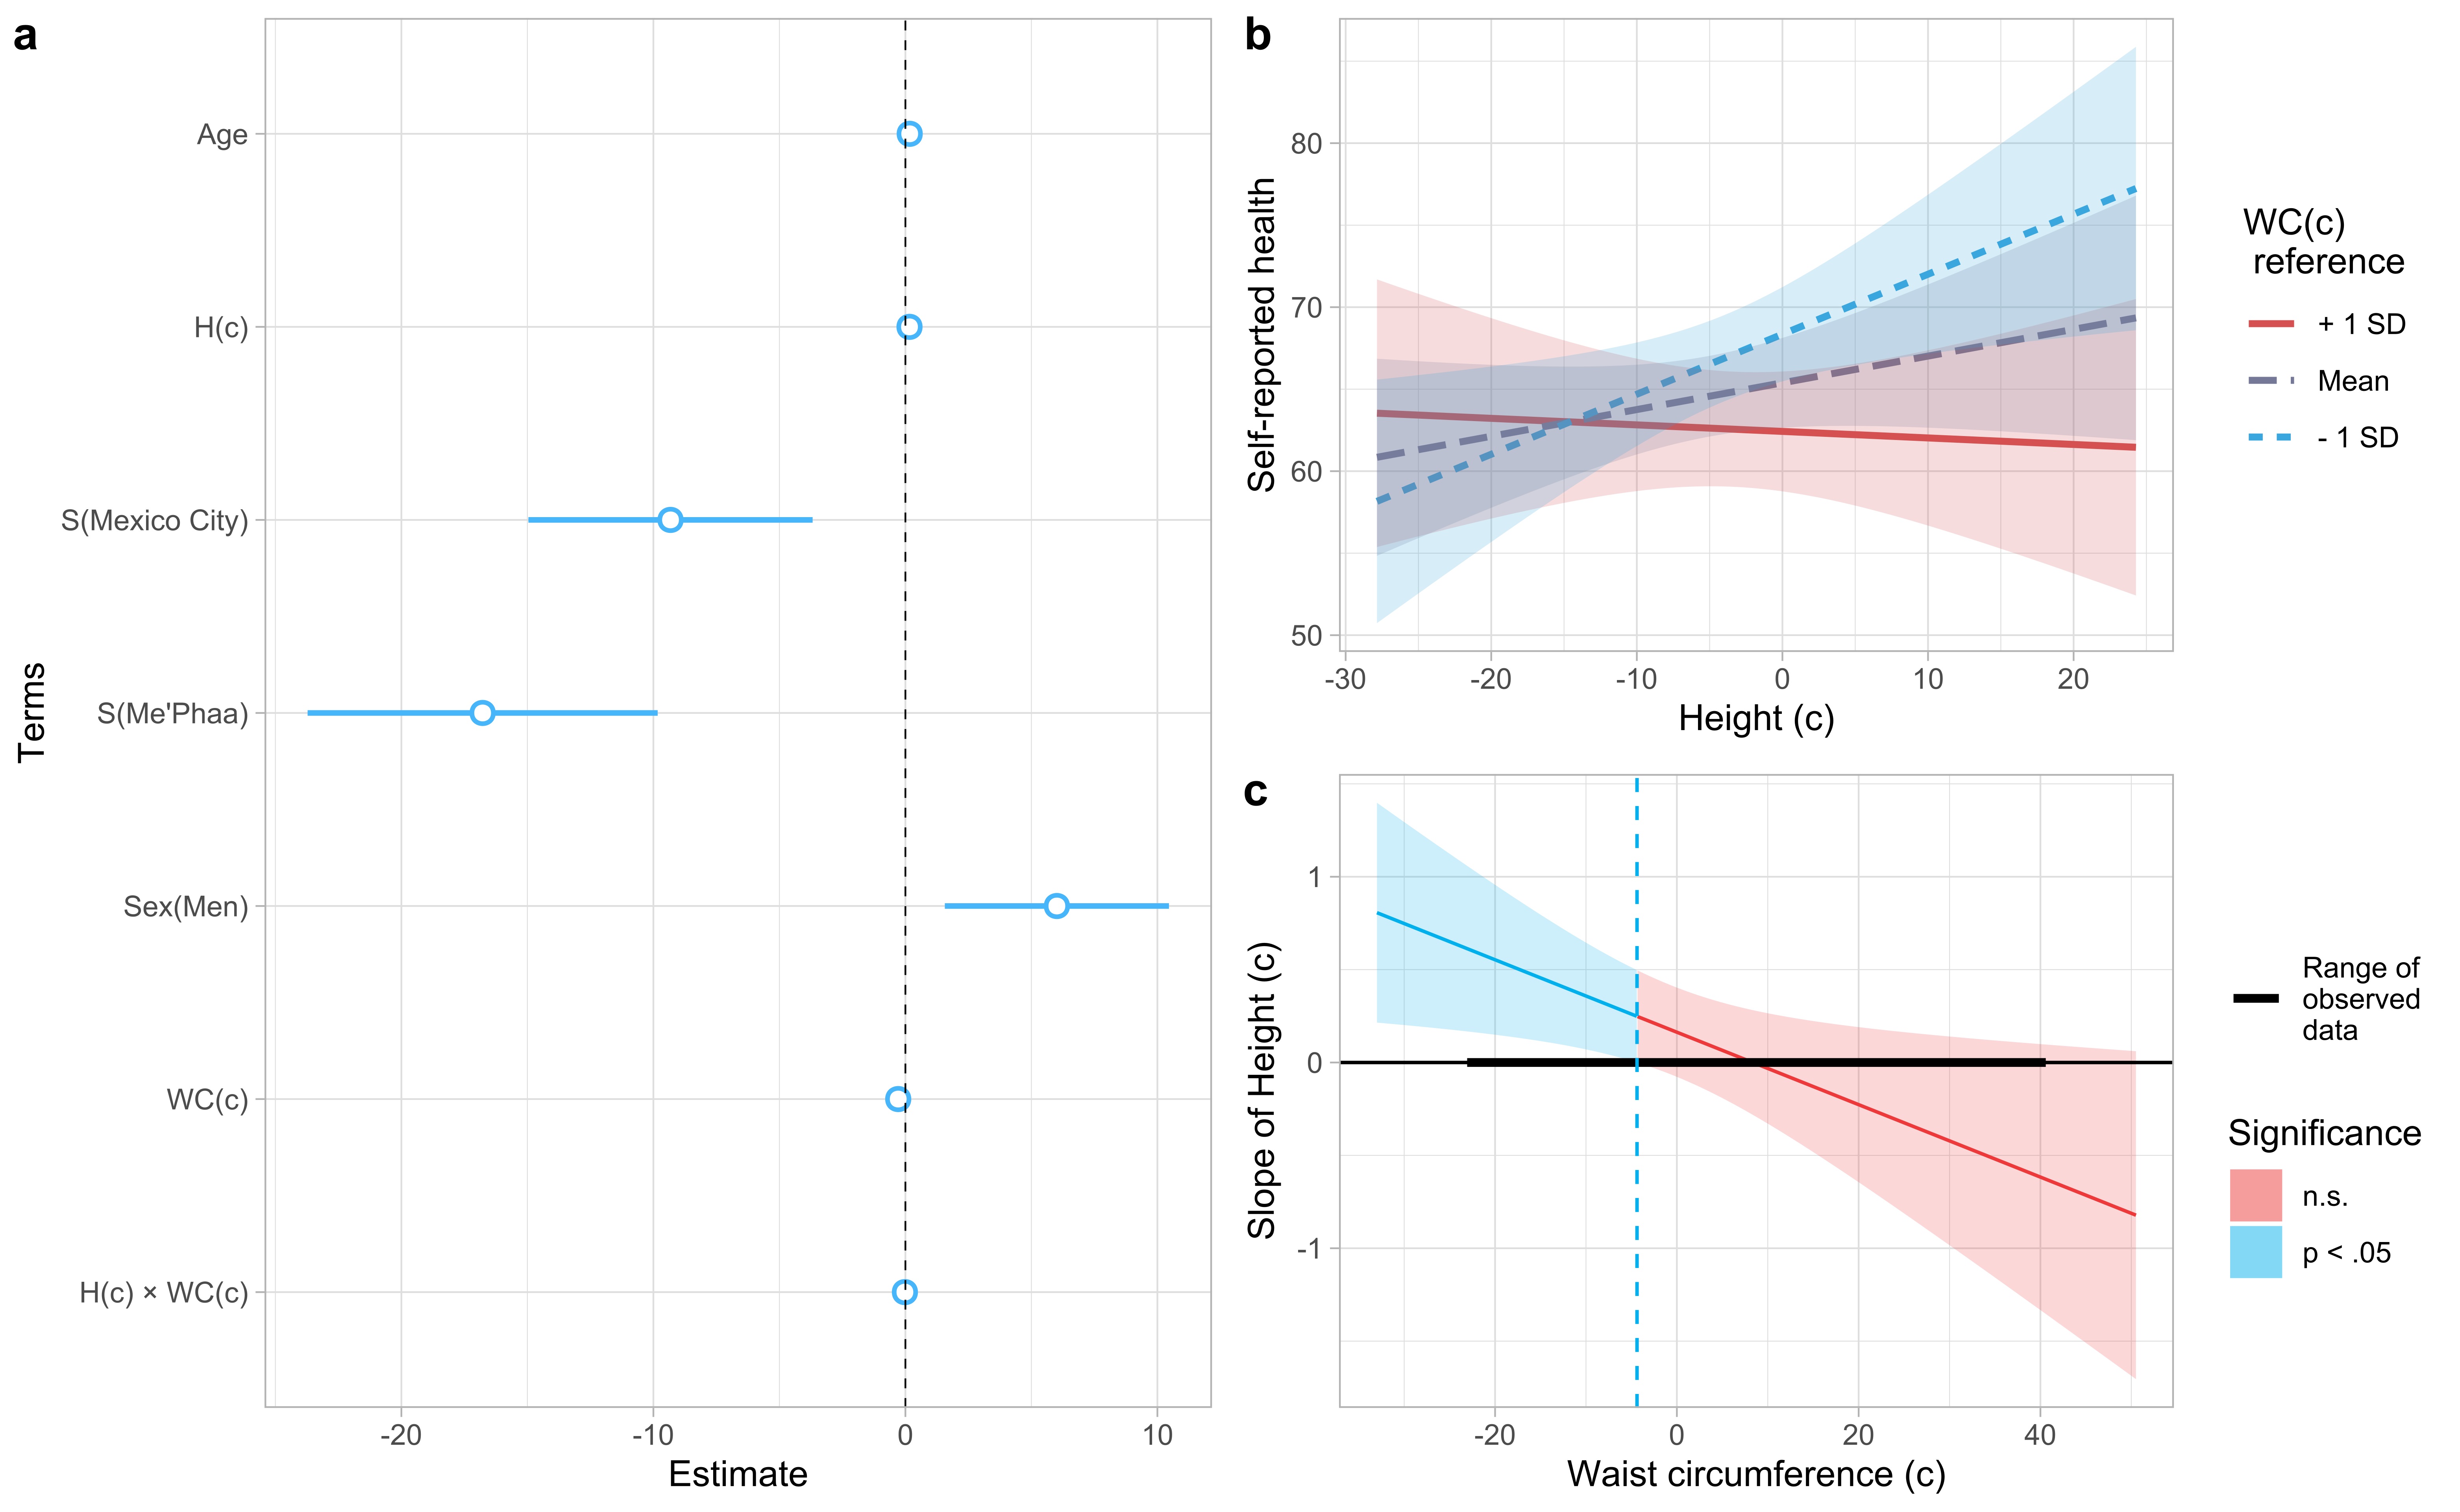 a
Terms
Age
H(c)
S(Mexico City)
S(Me'Phaa)
Sex(Men)
WC(c)
H(c) × WC(c)
-20
-10
0
10
Estimate
b
Self-reported health
80
70
60
50
-30
-20
-10
0
10
20
Height (c)
WC(c)
reference
+ 1 SD
Mean
- 1 SD
c
Slope of Height (c)
1
0
-1
-20
0
20
40
Waist circumference (c)
Range of
observed
data
Significance
n.s.
p < .05